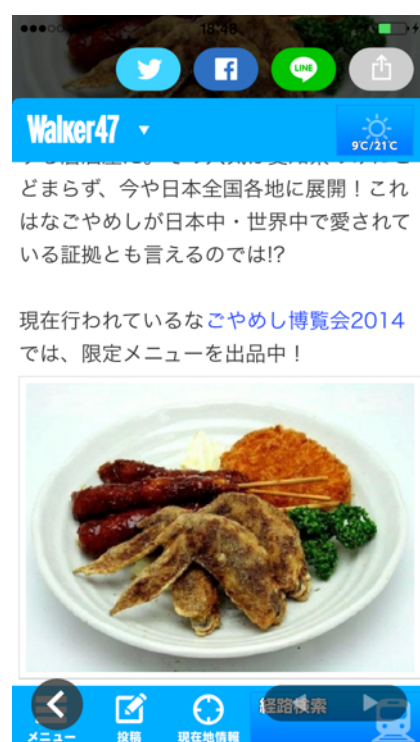 18:48
LINE
Walker47
9℃/21℃
どまらず、今や日本全国各地に展開！これ
はなごやめしが日本中・世界中で愛されて
いる証拠とも言えるのでは!?
現在行われているなごやめし博覧会2014
では、限定メニューを出品中！
メニュー
投稿
現在地情報
経路検索